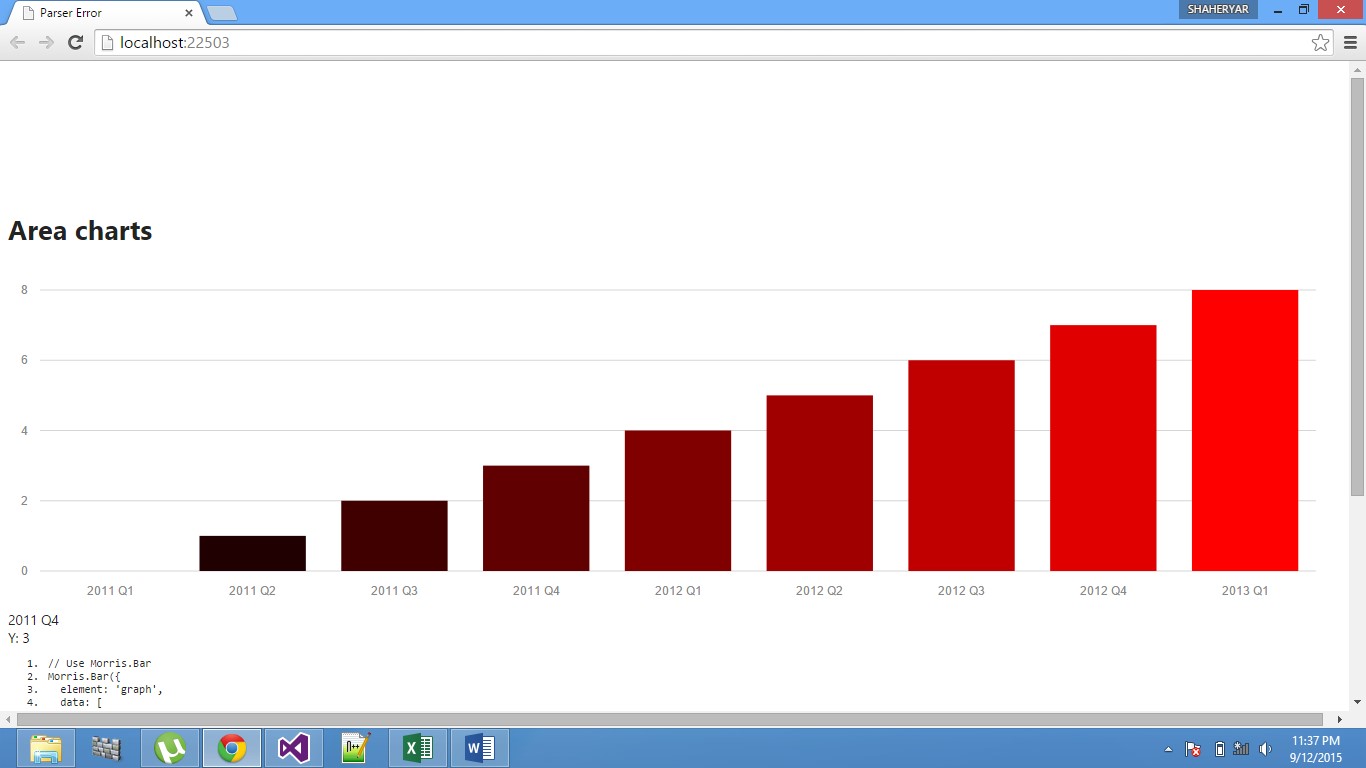 Parser Error
SHAHERYAR
localhost:22503
Area charts
8
6
4
2
0
2011 Q1 2011 Q2 2011 Q3 2011 Q4 2012 Q1 2012 Q2 2012 Q3 2012 Q4 2013 Q1
2011 Q4
Y: 3
1. // Use Morris.Bar
2. Morris.Bar({
3. element: 'graph',
4. data: [
11:37 PM
9/12/2015